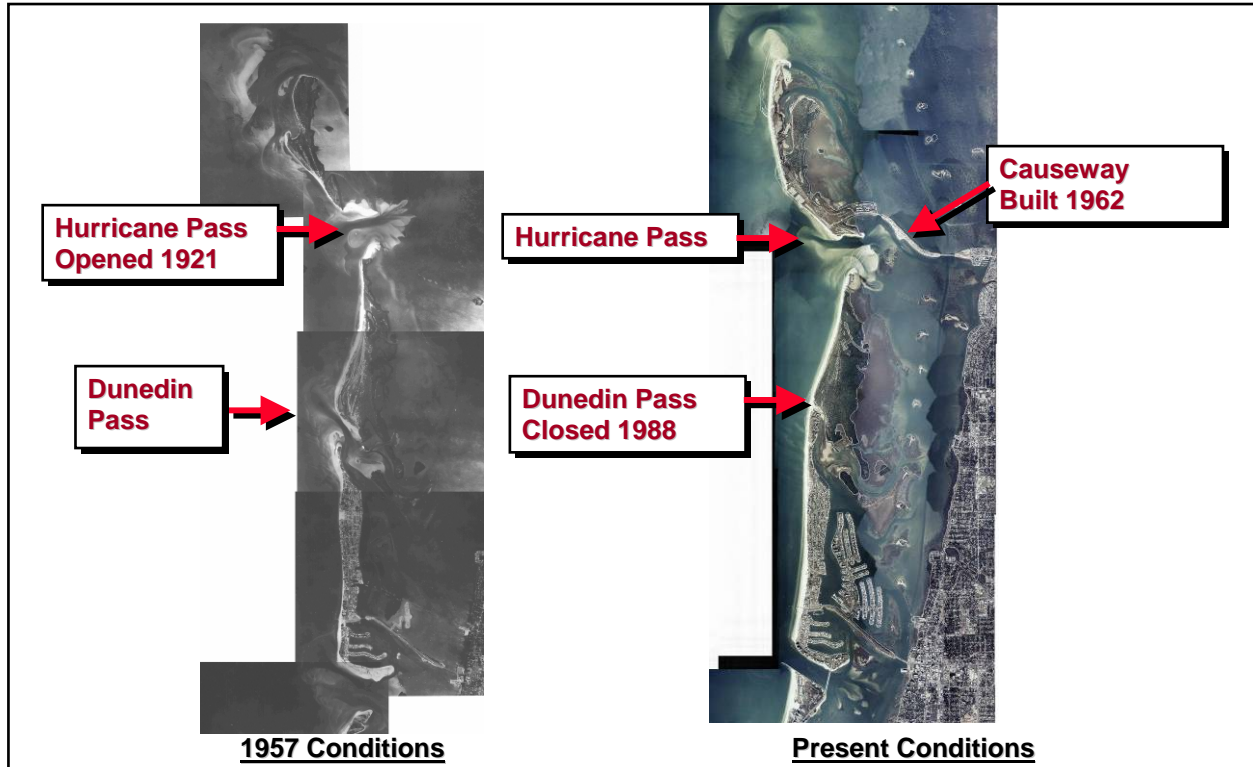 Hurricane Pass
Opened 1921
Dunedin
Pass
1957 Conditions
Hurricane Pass
Causeway
Built 1962
Dunedin Pass
Closed 1988
Present Conditions